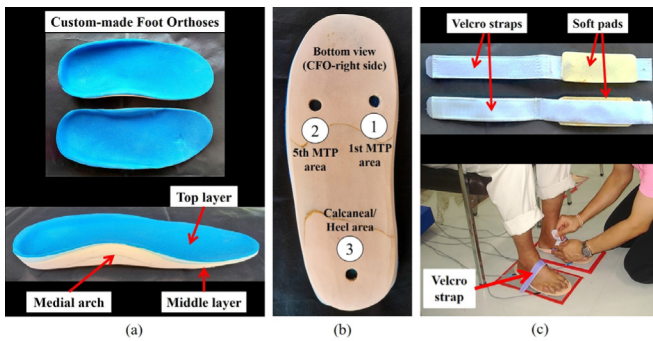 Custom-made Foot Orthoses
Top layer
Medial arch
Middle layer
(a)
Bottom view
(CFO-right side)
2
1
5th MTP
area
1st MTP
area
Calcaneal/
Heel area
3
(b)
Velcro straps
Soft pads
Velcro
strap
(c)